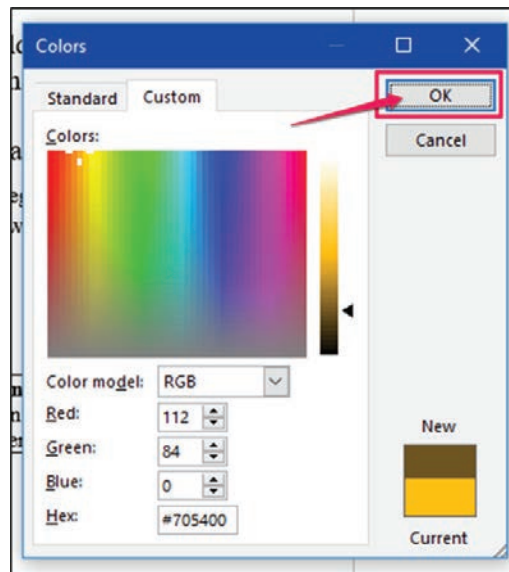 Colors
Standard Custom
OK
Cancel
Colors:
Color model: RGB
Red: 112
Green: 84
Blue: 0
Hex: #705400
New
Current